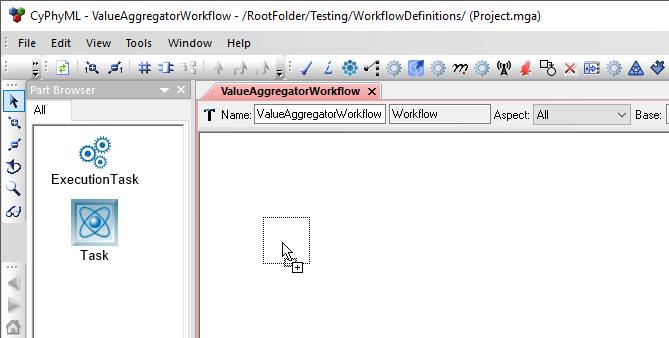 CyPhyML - ValueAggregatorWorkflow - /RootFolder/Testing/WorkflowDefinitions/ (Project.mga)
File Edit View Tools Window Help
Part Browser
ValueAggregatorWorkflow
All
Name: ValueAggregatorWorkflow Workflow Aspect: All Base:
ExecutionTask
Task